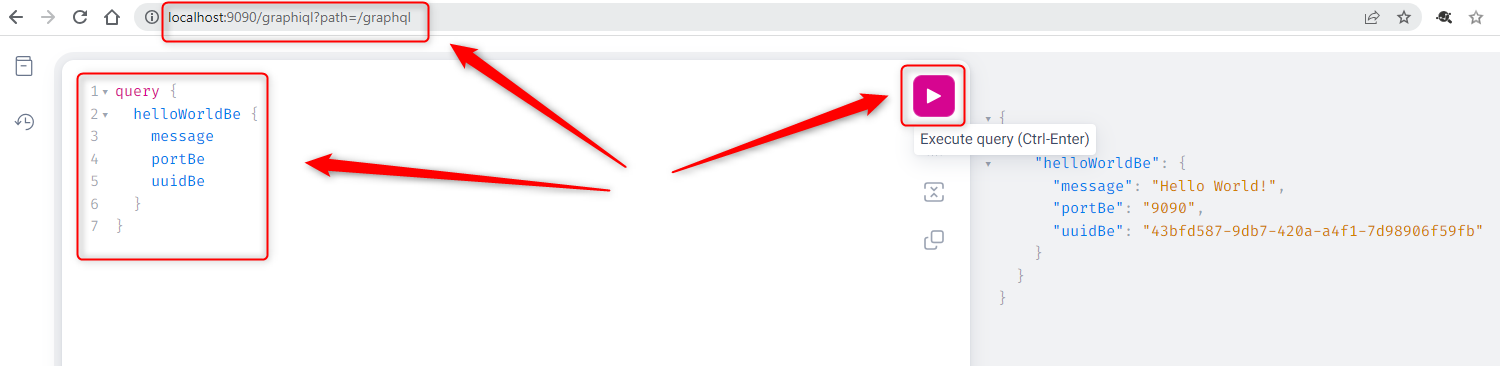 localhost:9090/graphiql?path=/graphql
1 query {
2 helloWorldBe {
3 message
4 portBe
5 uuidBe
6 }
7 }
Execute query (Ctrl-Enter)
{
"helloWorldBe": {
"message": "Hello World!",
"portBe": "9090",
"uuidBe": "43bfd587-9db7-420a-a4f1-7d98906f59fb"
}
}
}